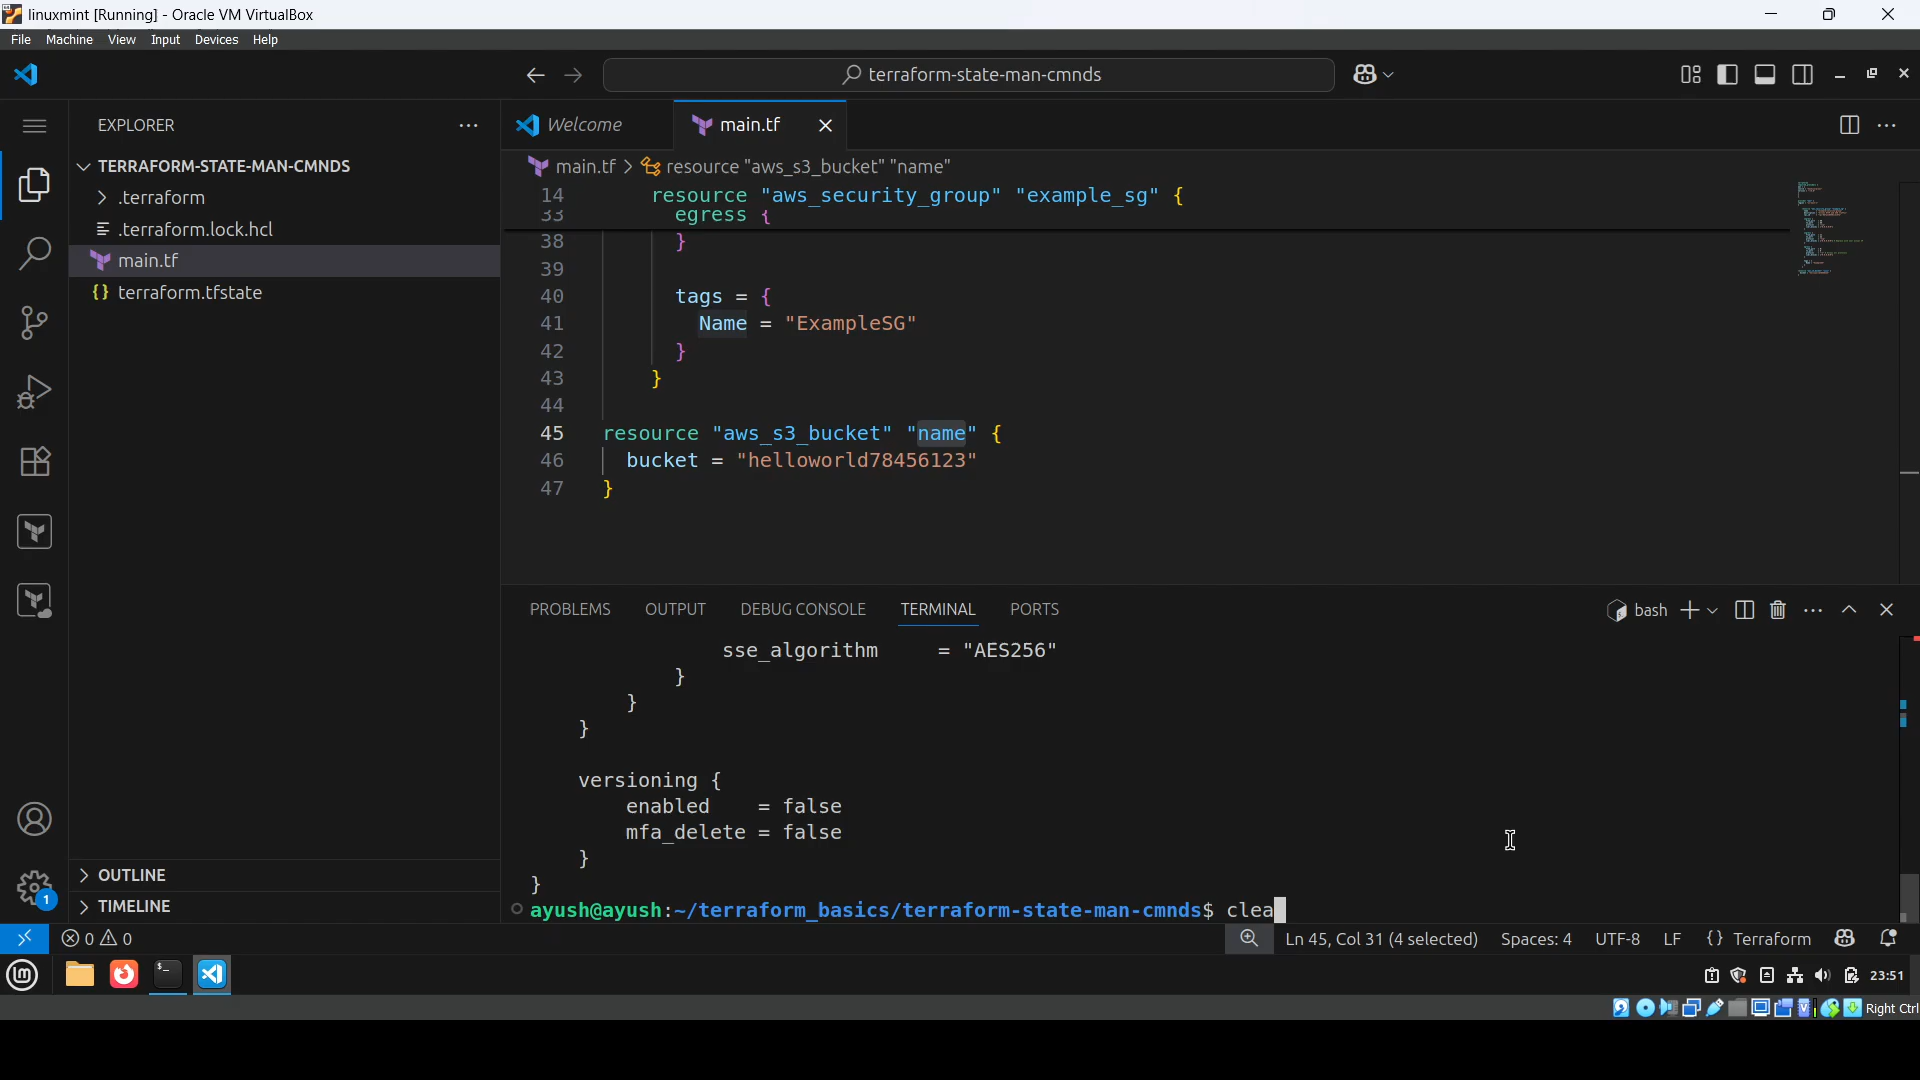 linuxmint [Running] - Oracle VM VirtualBox
File Machine View Input Devices Help
terraform-state-man-cmnds
EXPLORER
TERRAFORM-STATE-MAN-CMNDS
.terraform
.terraform.lock.hcl
main.tf
{} terraform.tfstate
OUTLINE
TIMELINE
Welcome
main.tf
main.tf > resource "aws_s3_bucket" "name"
14 resource "aws_security_group" "example_sg" {
33 egress {
38 }
39
40 tags = {
41 Name = "ExampleSG"
42 }
43 }
44
45 resource "aws_s3_bucket" "name" {
46 bucket = "helloworld78456123"
47 }
PROBLEMS OUTPUT DEBUG CONSOLE TERMINAL PORTS
bash
sse_algorithm = "AES256"
}
}
}
versioning {
enabled = false
mfa_delete = false
}
}
ayush@ayush:~/terraform_basics/terraform-state-man-cmnds$ clea
1
0 0
Ln 45, Col 31 (4 selected) Spaces: 4 UTF-8 LF {} Terraform
23:51
Right Ctrl